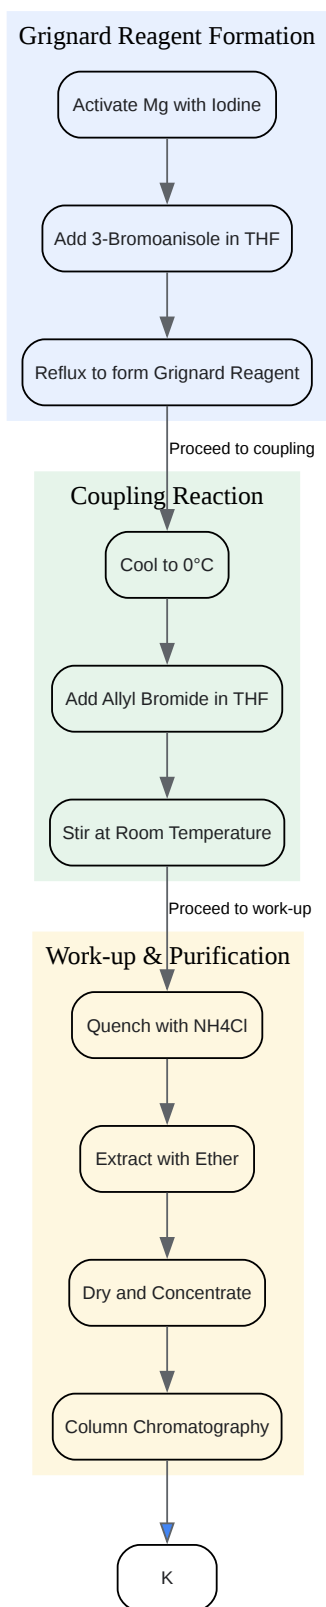 Grignard Reagent Formation
Activate Mg with Iodine
Add 3-Bromoanisole in THF
Reflux to form Grignard Reagent
Proceed to coupling
Coupling Reaction
Cool to 0°C
Add Allyl Bromide in THF
Stir at Room Temperature
Proceed to work-up
Work-up & Purification
Quench with NH4Cl
Extract with Ether
Dry and Concentrate
Column Chromatography
K